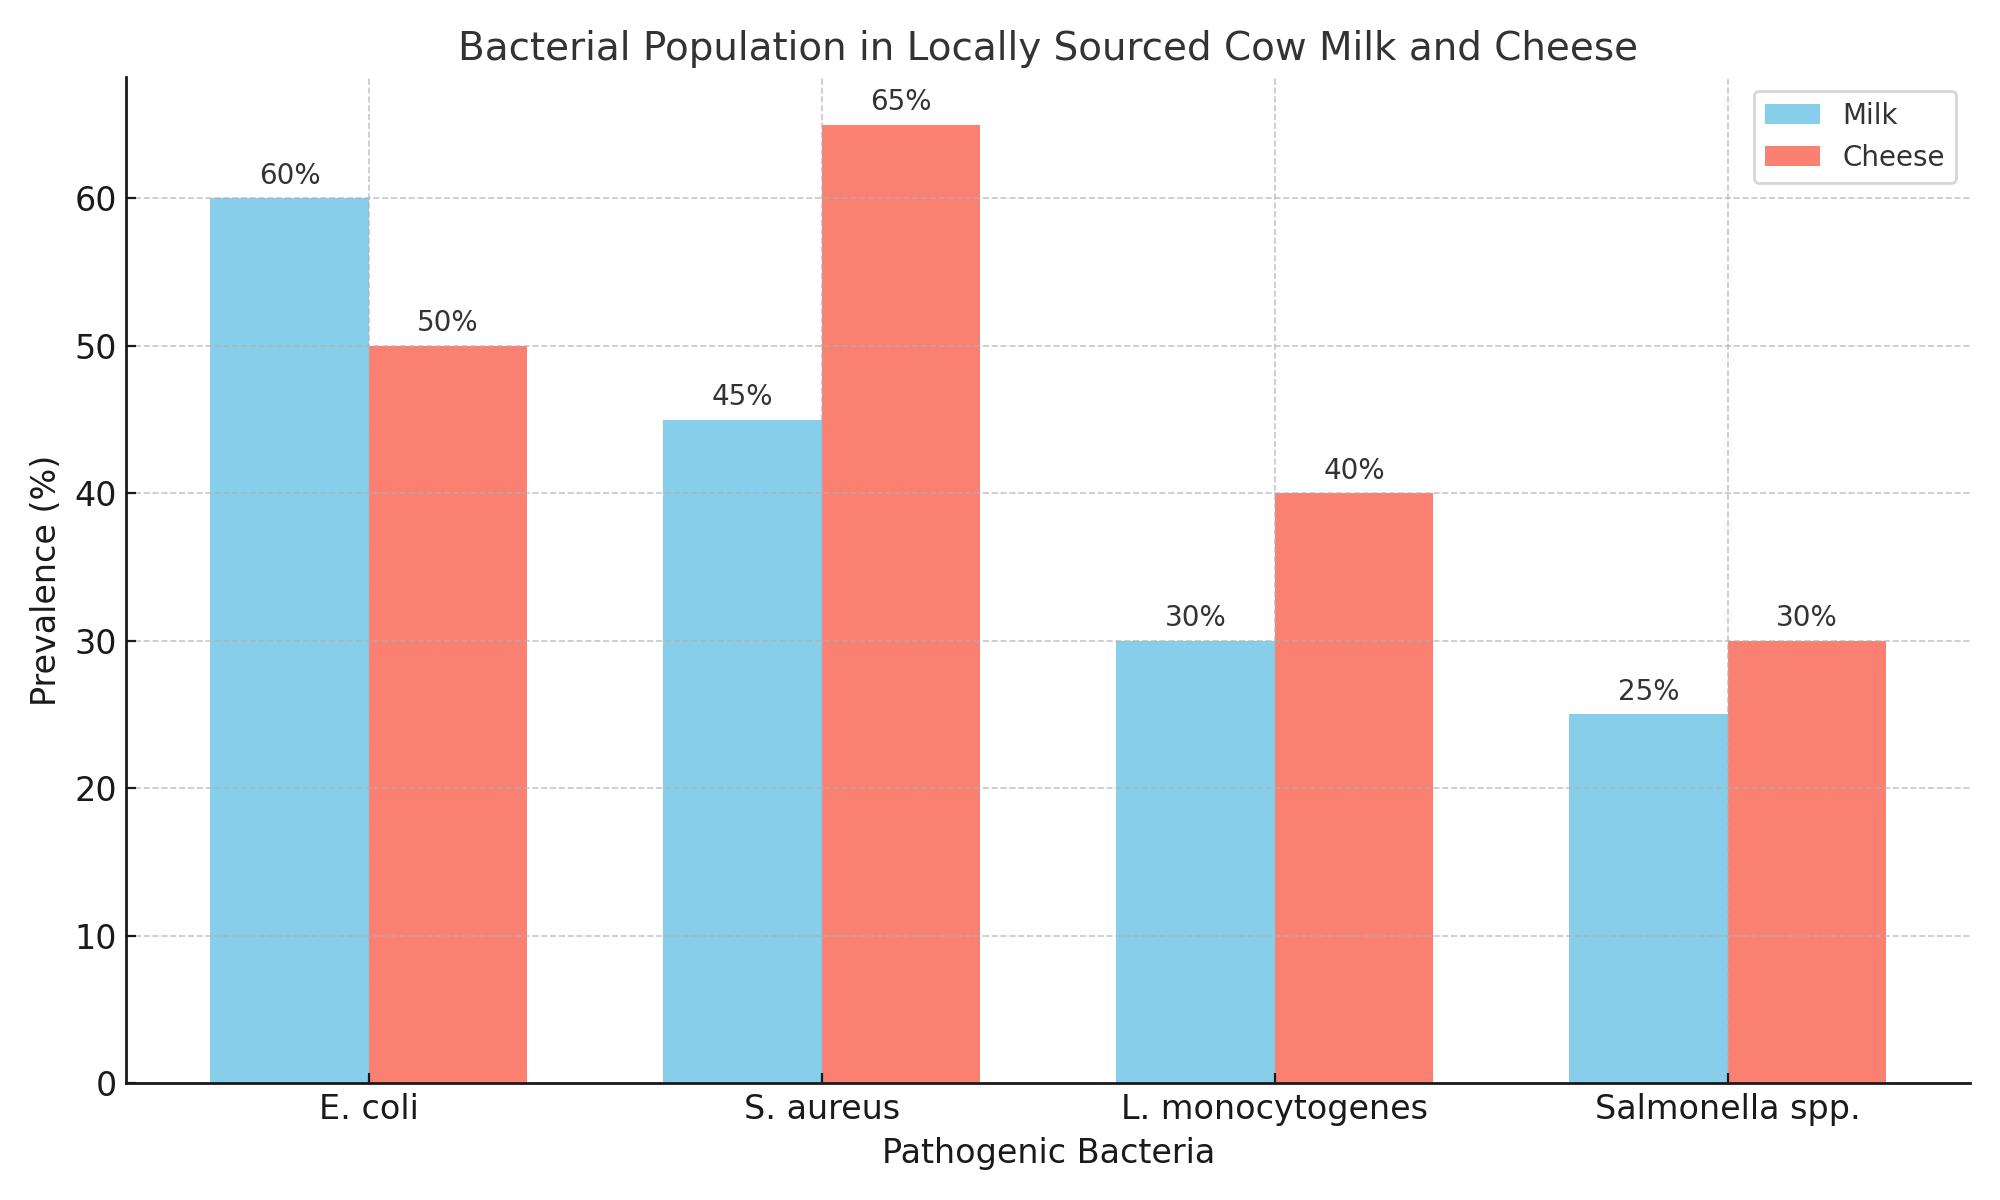 Bacterial Population in Locally Sourced Cow Milk and Cheese
Milk
Cheese
65%
60%
50%
45%
40%
30%
30%
25%
Prevalence (%)
60
50
40
30
20
10
0
E. coli
S. aureus
L. monocytogenes
Salmonella spp.
Pathogenic Bacteria